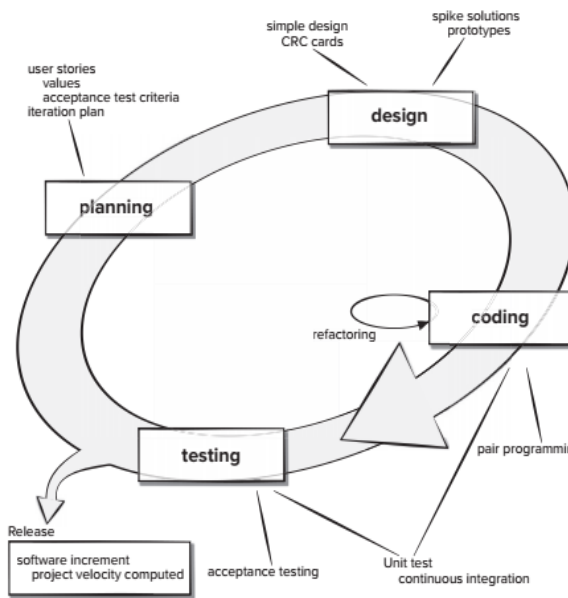 spike solutions
prototypes
simple design
CRC cards
user stories
values
acceptance test criteria
iteration plan
design
planning
refactoring
coding
testing
pair programmin
Release
software increment
project velocity computed
acceptance testing
Unit test
continuous integration